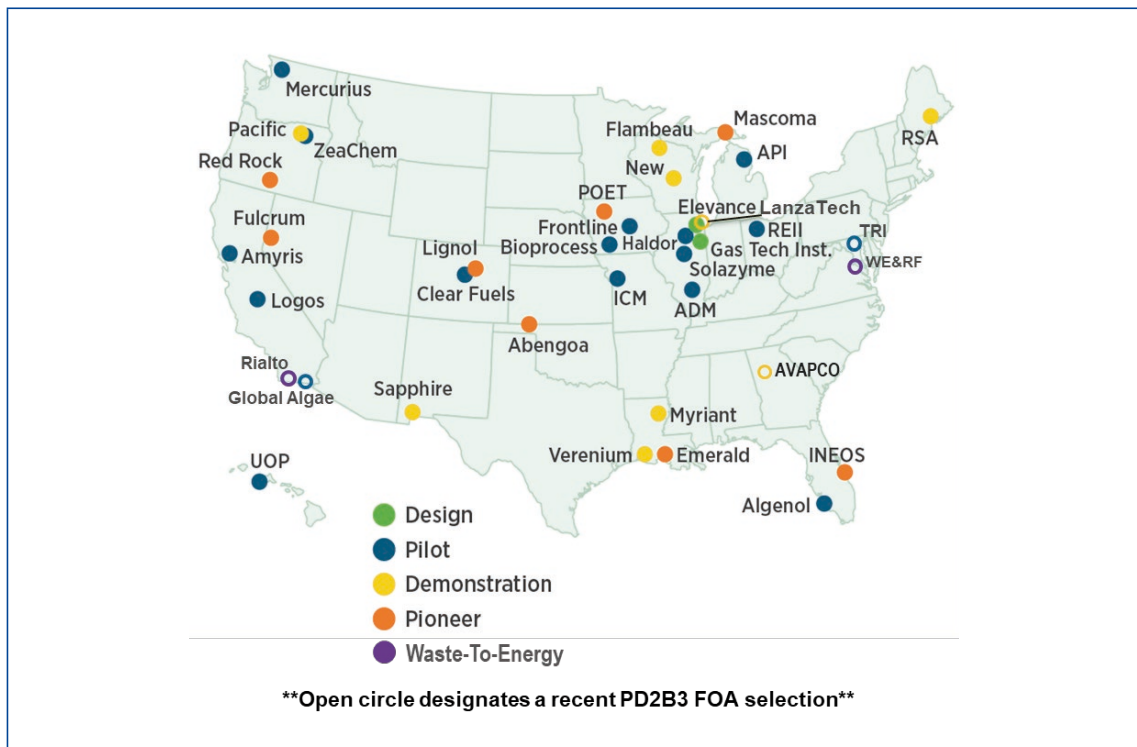 Mercurius
Pacific
ZeaChem
Red Rock
Fulcrum
Amyris
Logos
Rialto
Global Algae
Lignol
Clear Fuels
Sapphire
Abengoa
Flambeau
New
Mascoma
API
RSA
POET
Frontline
Bioprocess
Haldor
Elevance
LanzaTech
REII
Gas Tech Inst.
Solazyme
ICM
ADM
TRI
WE&RF
AVAPCO
Myriant
Verenium
Emerald
INEOS
Algenol
UOP
Design
Pilot
Demonstration
Pioneer
Waste-To-Energy
**Open circle designates a recent PD2B3 FOA selection**